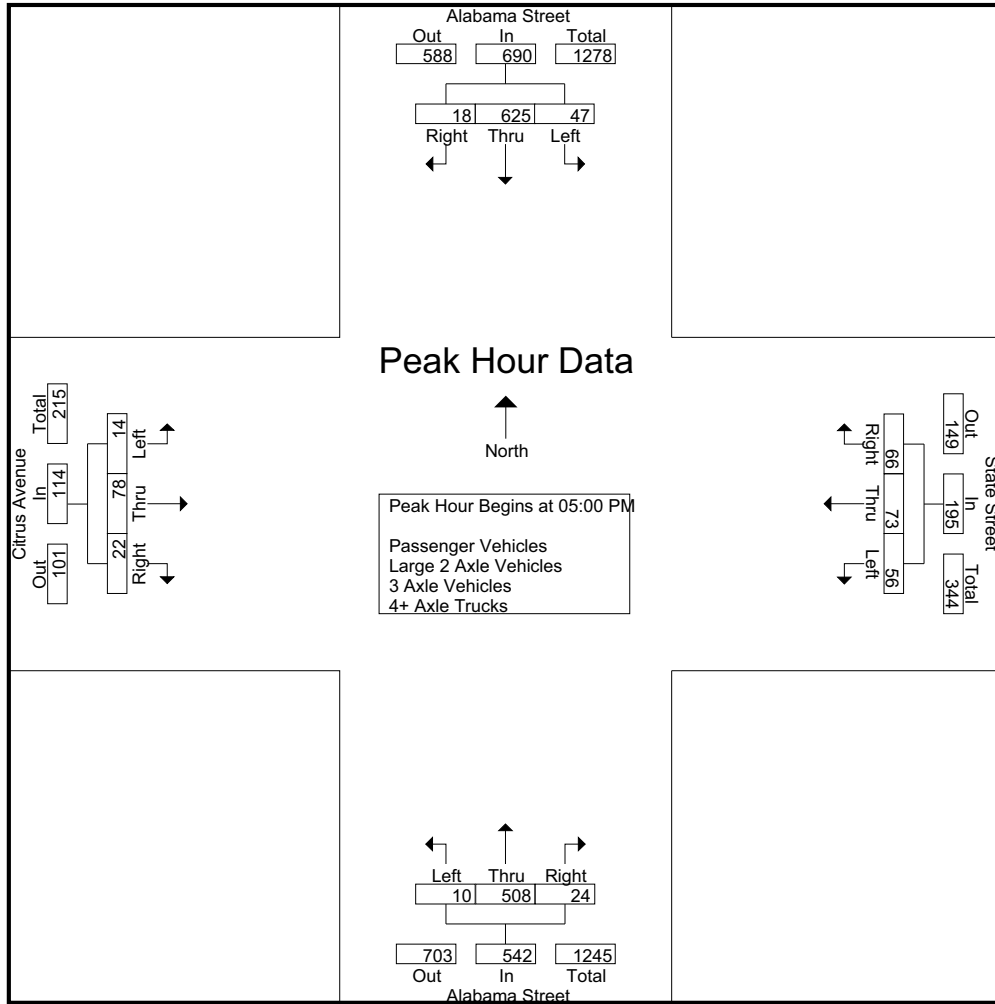 Alabama Street
Out In Total
588 690 1278
18 625 47
Right Thru Left
Peak Hour Data
North
Citrus Avenue
Total In Out
215 114 101
14 78 22
Left Thru Right
Peak Hour Begins at 05:00 PM
Passenger Vehicles
Large 2 Axle Vehicles
3 Axle Vehicles
4+ Axle Trucks
Right Thru Left
66 73 56
Out In Total
149 195 344
State Street
Left Thru Right
10 508 24
703 542 1245
Out In Total
Alabama Street